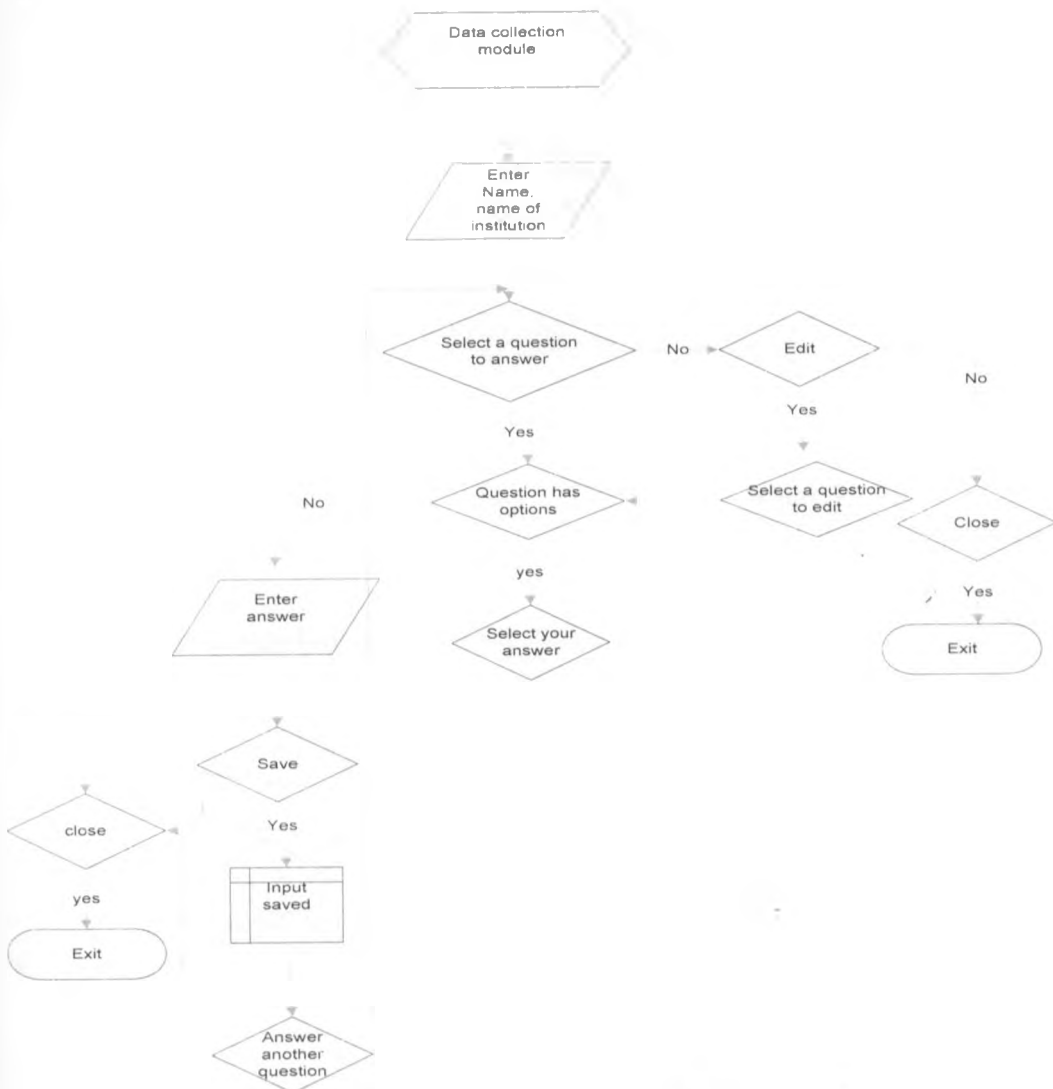 Data collection
module
Enter
Name,
name of
institution
Select a question
to answer
No
Edit
No
Yes
Yes
Question has
options
Select a question
to edit
Close
No
yes
Yes
Enter
answer
Select your
answer
Exit
Save
close
Yes
yes
Input
saved
Exit
Answer
another
question